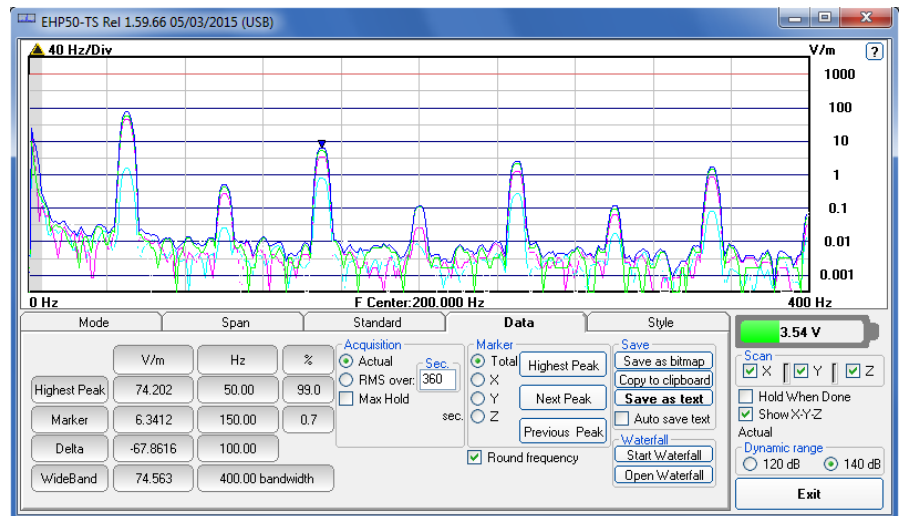 EHP50-TS Rel 1.59.66 05/03/2015 (USB)
40 Hz/Div
V/m
?
1000
100
10
1
0.1
0.01
0.001
0 Hz
F Center:200.000 Hz
400 Hz
Mode
Span
Standard
Data
Style
V/m
Hz
%
Highest Peak
74.202
50.00
99.0
Marker
6.3412
150.00
0.7
Delta
-67.8616
100.00
WideBand
74.563
400.00 bandwidth
Acquisition
Actual
Sec.
RMS over:
360
Max Hold
sec.
Marker
Total
X
Y
Z
Highest Peak
Next Peak
Previous Peak
Round frequency
Save
Save as bitmap
Copy to clipboard
Save as text
Auto save text
Waterfall
Start Waterfall
Open Waterfall
3.54 V
Scan
X
Y
Z
Hold When Done
Show X-Y-Z
Actual
Dynamic range
120 dB
140 dB
Exit